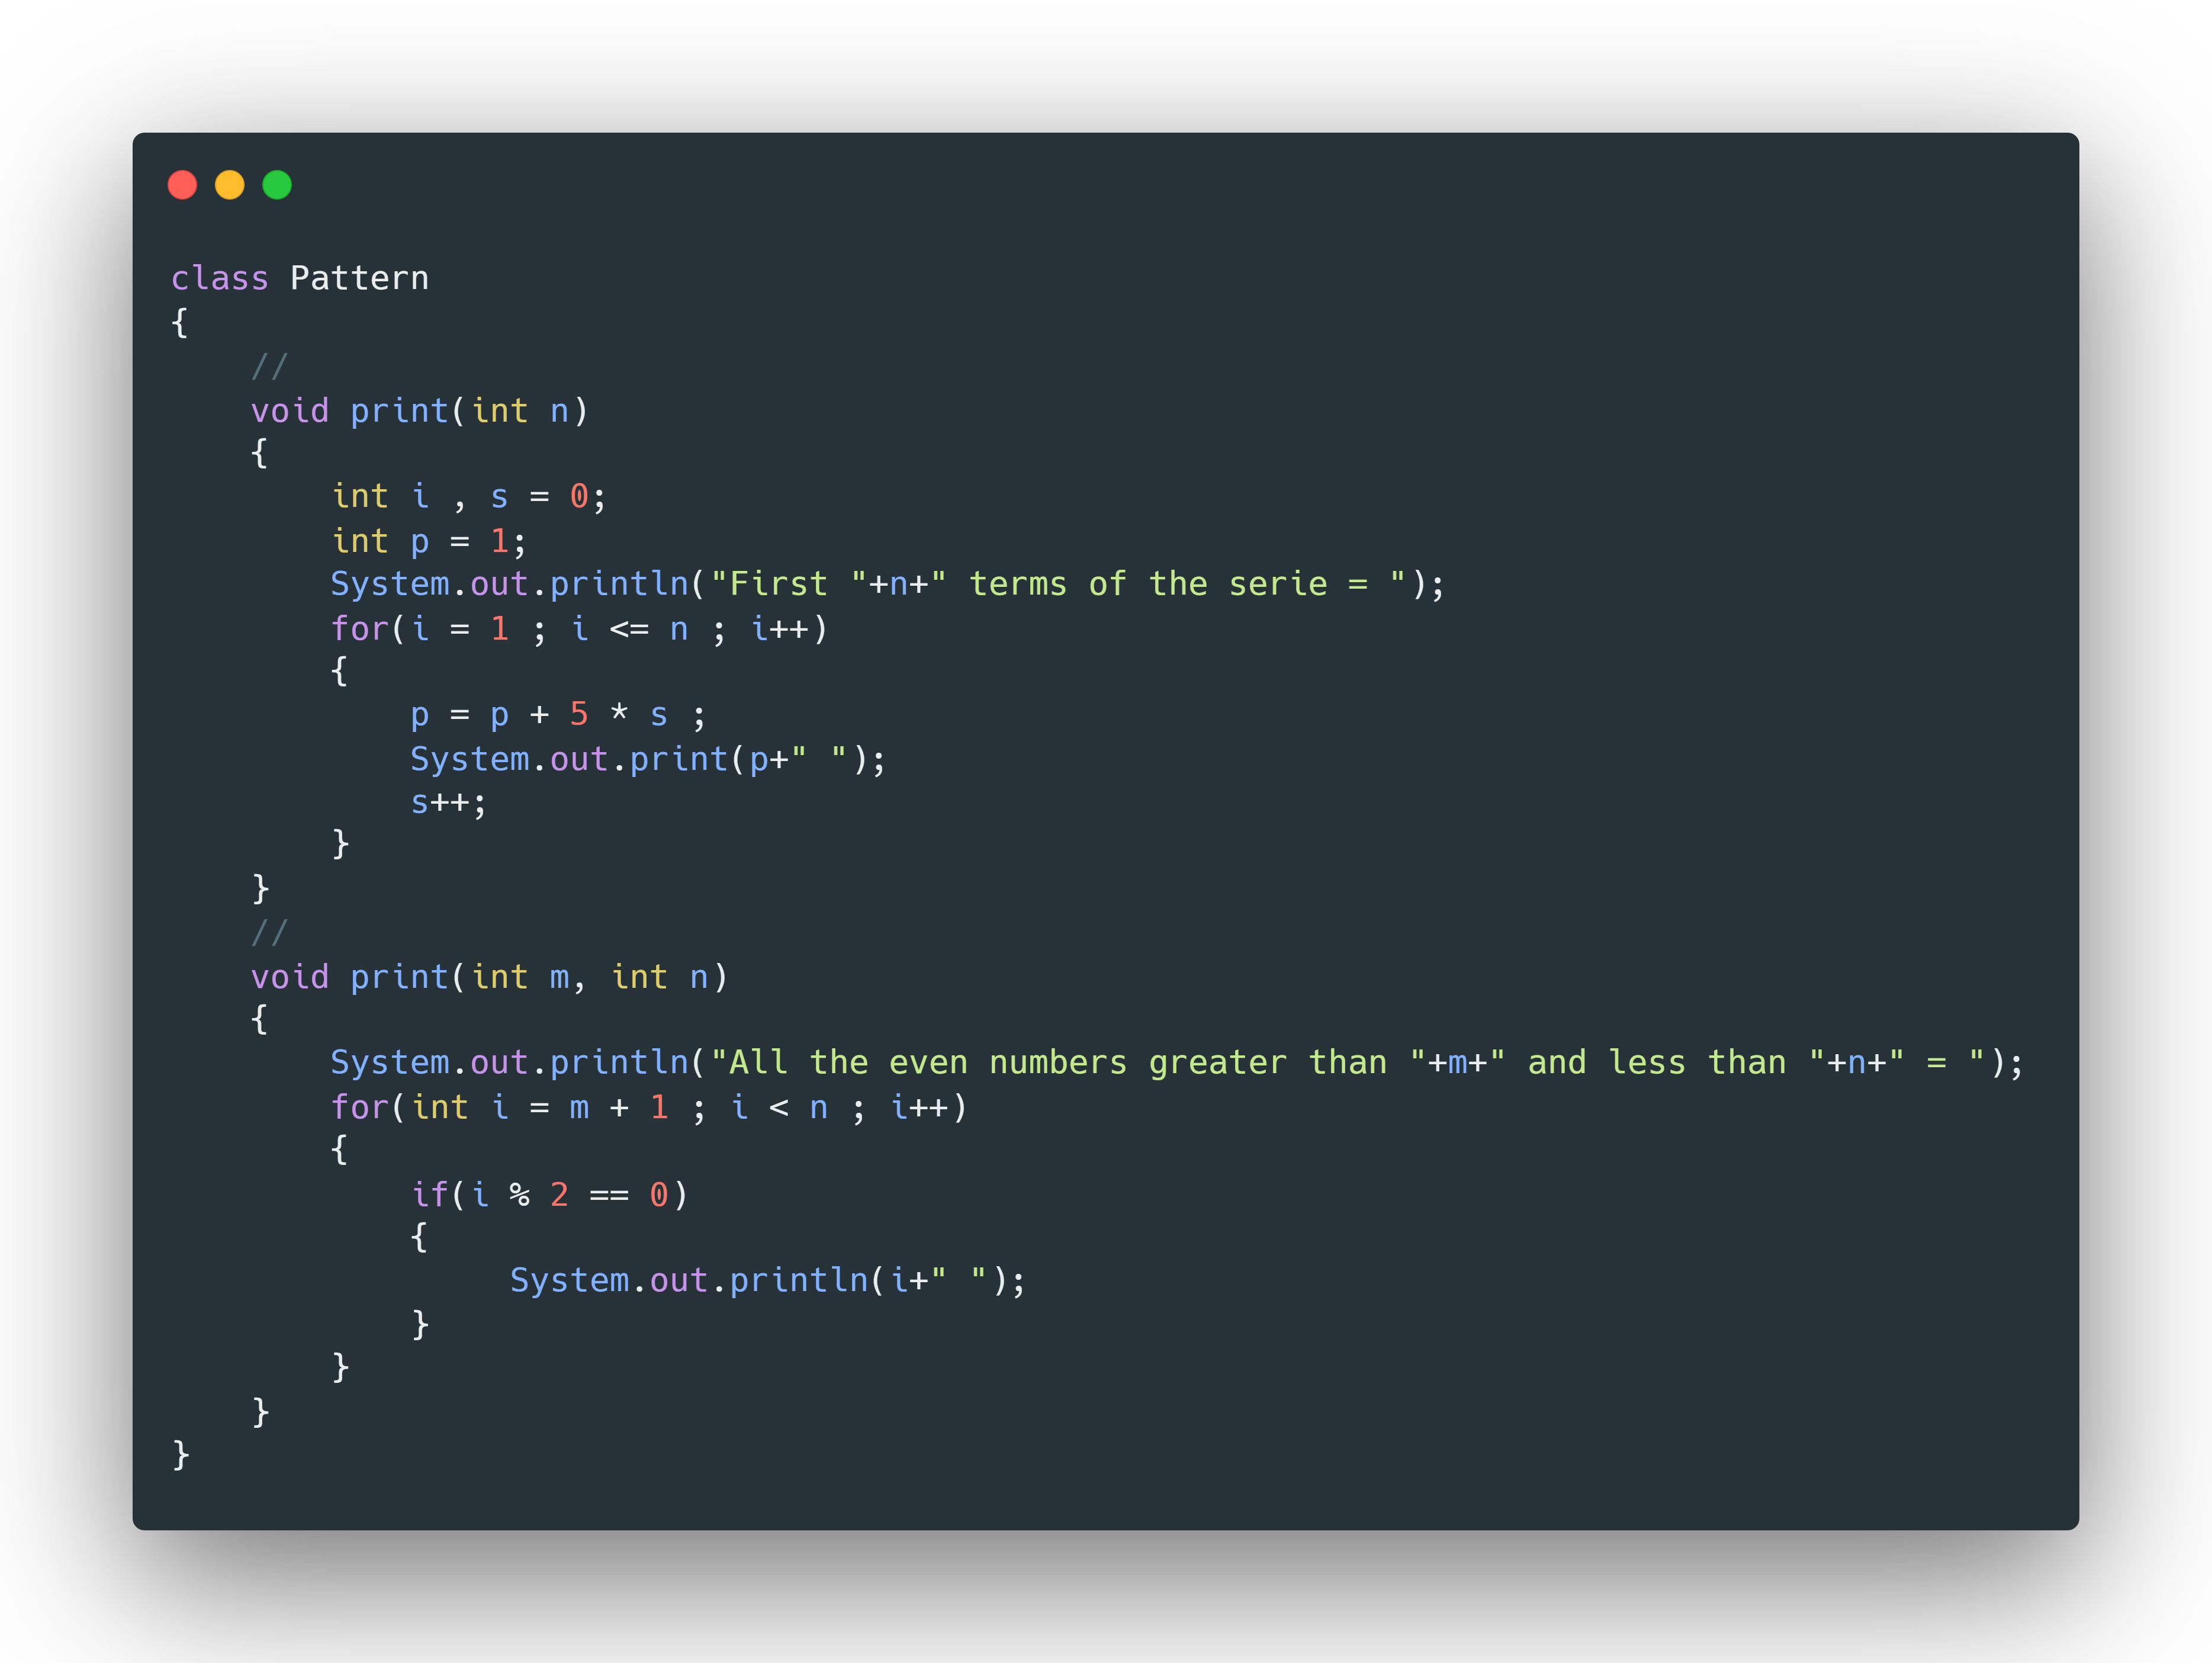 class Pattern
{
    //
    void print(int n)
    {
        int i , s = 0;
        int p = 1;
        System.out.println("First "+n+" terms of the serie = ");
        for(i = 1 ; i <= n ; i++)
        {
            p = p + 5 * s ;
            System.out.print(p+" ");
            s++;
        }
    }
    //
    void print(int m, int n)
    {
        System.out.println("All the even numbers greater than "+m+" and less than "+n+" = ");
        for(int i = m + 1 ; i < n ; i++)
        {
            if(i % 2 == 0)
            {
                 System.out.println(i+" ");
            }
        }
    }
}